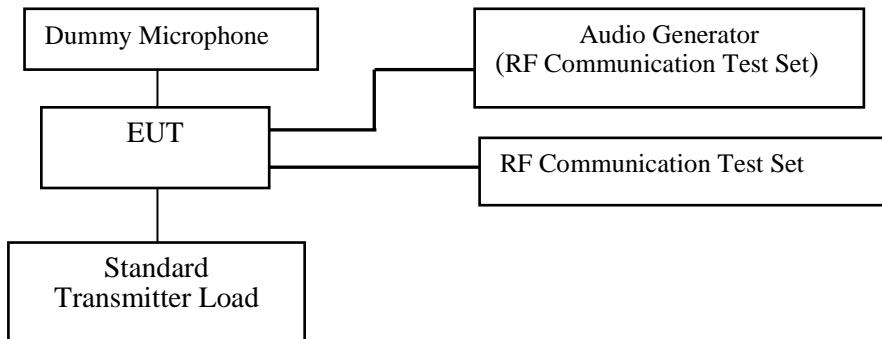 Dummy Microphone
Audio Generator
(RF Communication Test Set)
EUT
RF Communication Test Set
Standard
Transmitter Load